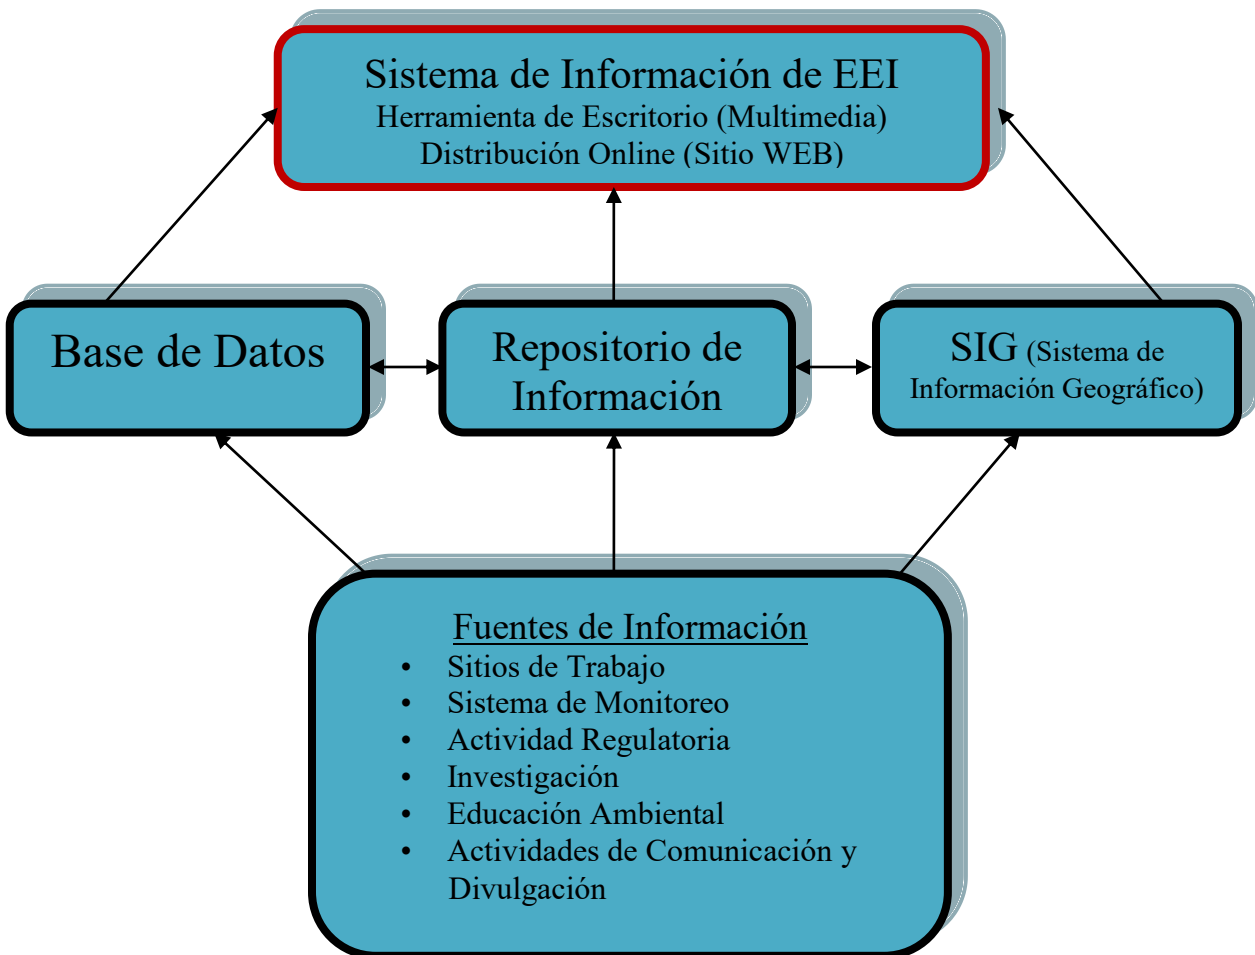 Sistema de Información de EEI
Herramienta de Escritorio (Multimedia)
Distribución Online (Sitio WEB)
Base de Datos
Repositorio de
Información
SIG (Sistema de
Información Geográfico)
Fuentes de Información
• Sitios de Trabajo
• Sistema de Monitoreo
• Actividad Regulatoria
• Investigación
• Educación Ambiental
• Actividades de Comunicación y
Divulgación